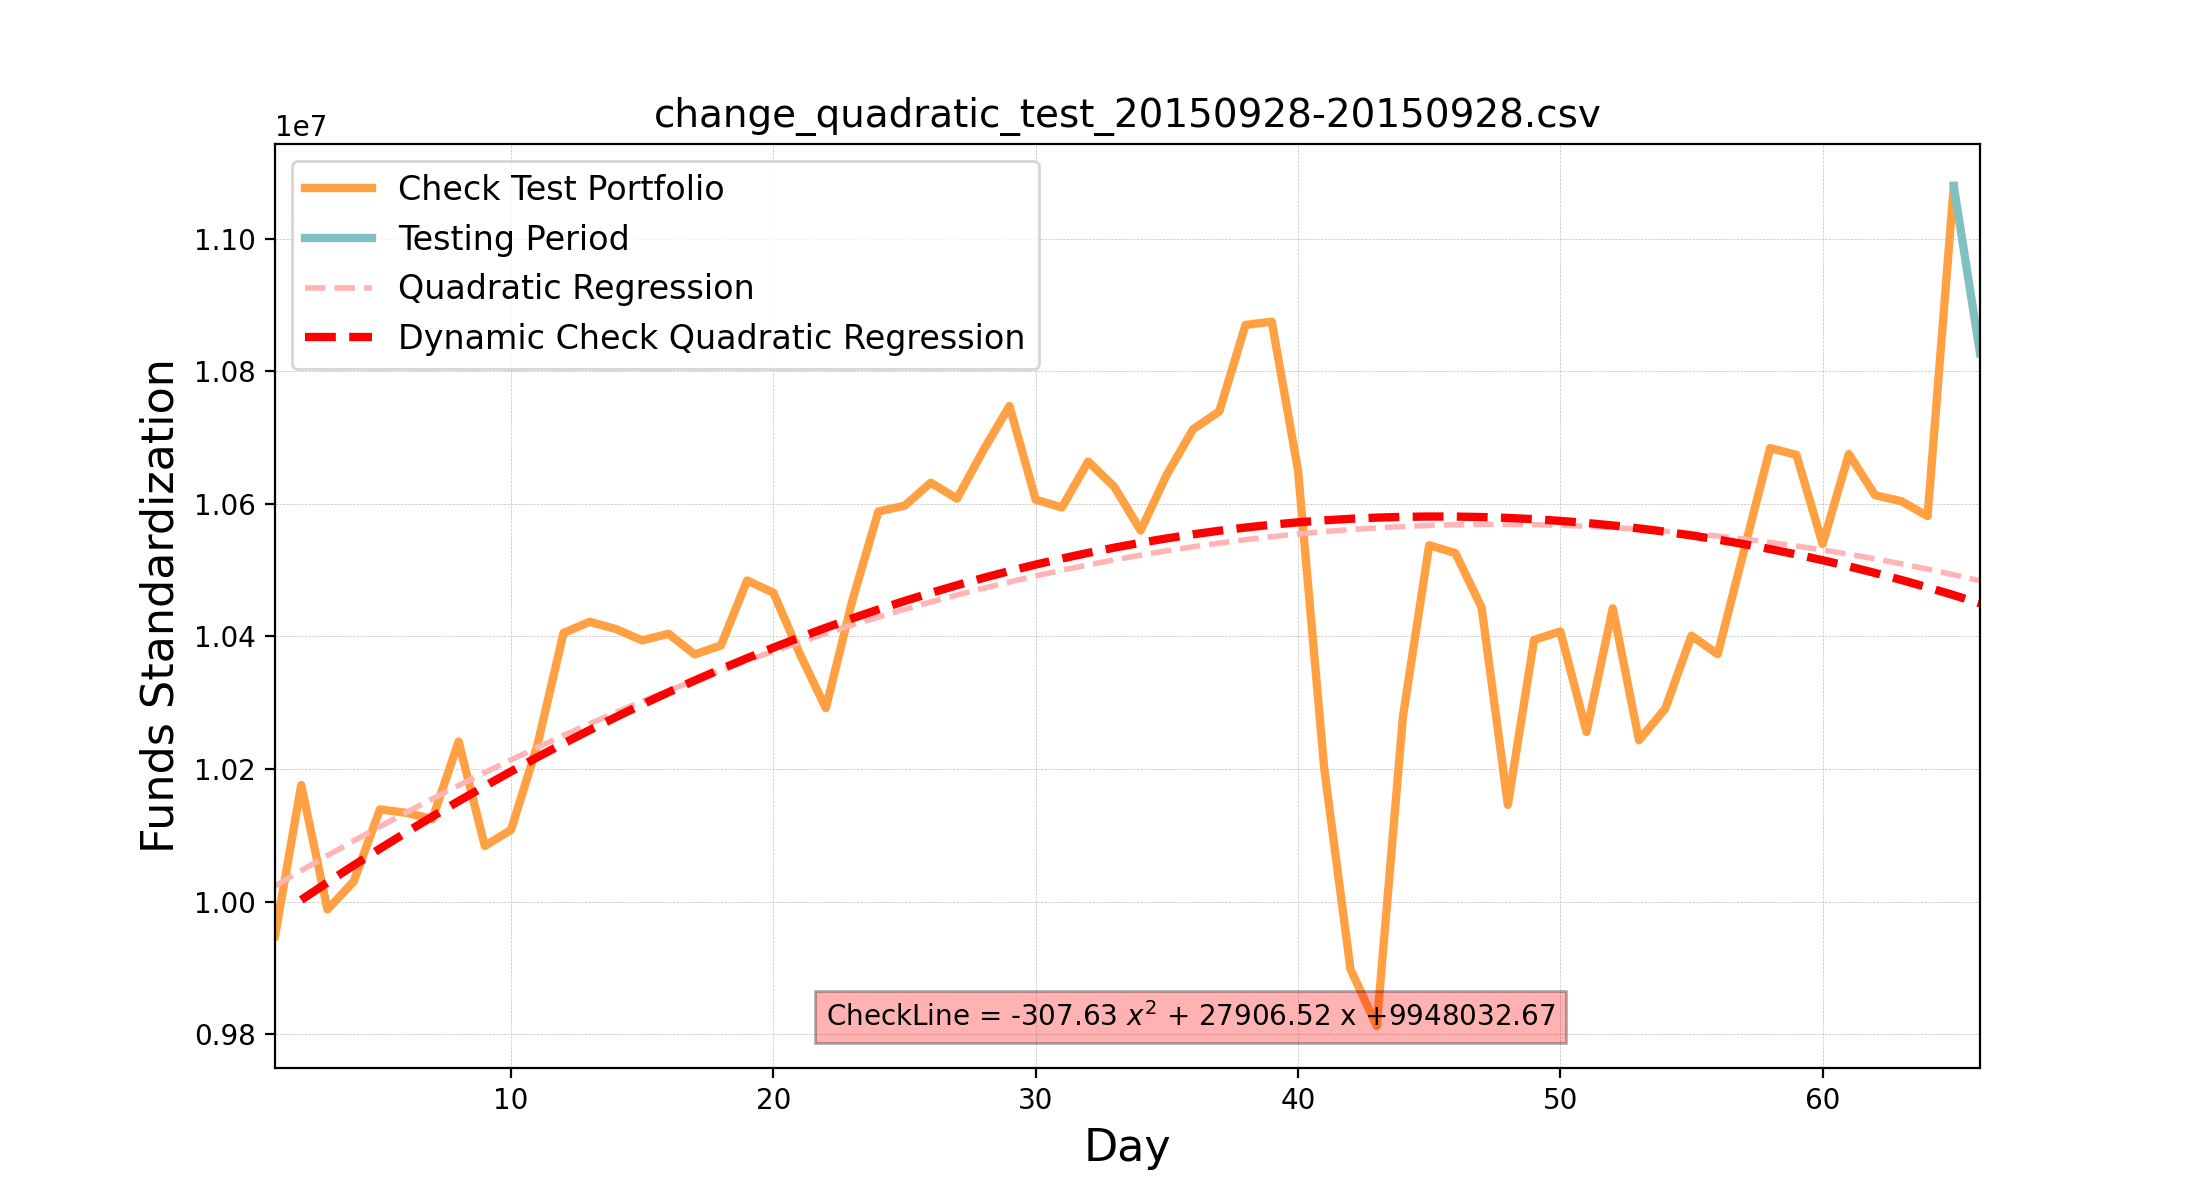 change_quadratic_test_20150928-20150928.csv
1e7
Check Test Portfolio
Testing Period
Quadratic Regression
Dynamic Check Quadratic Regression
1.10
1.08
1.06
1.04
1.02
1.00
0.98
Funds Standardization
CheckLine = -307.63 x² + 27906.52 x +9948032.67
10 20 30 40 50 60
Day